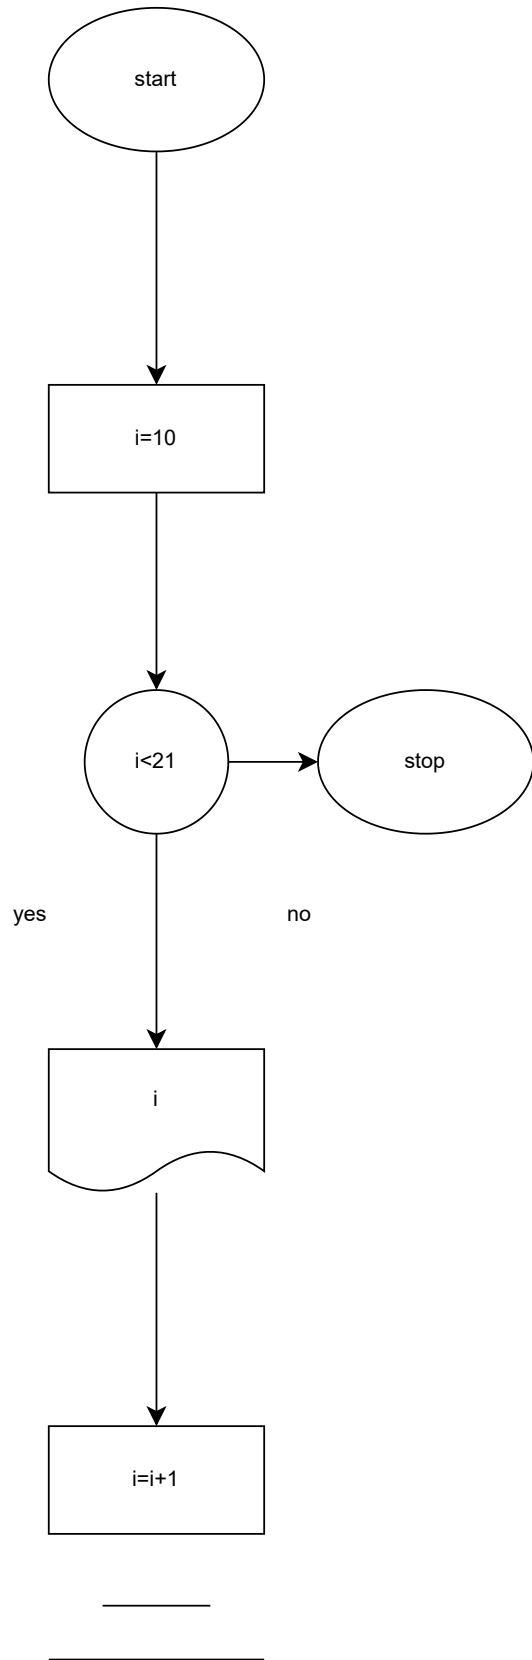 start
i=10
i<21
stop
yes
no
i
i=i+1